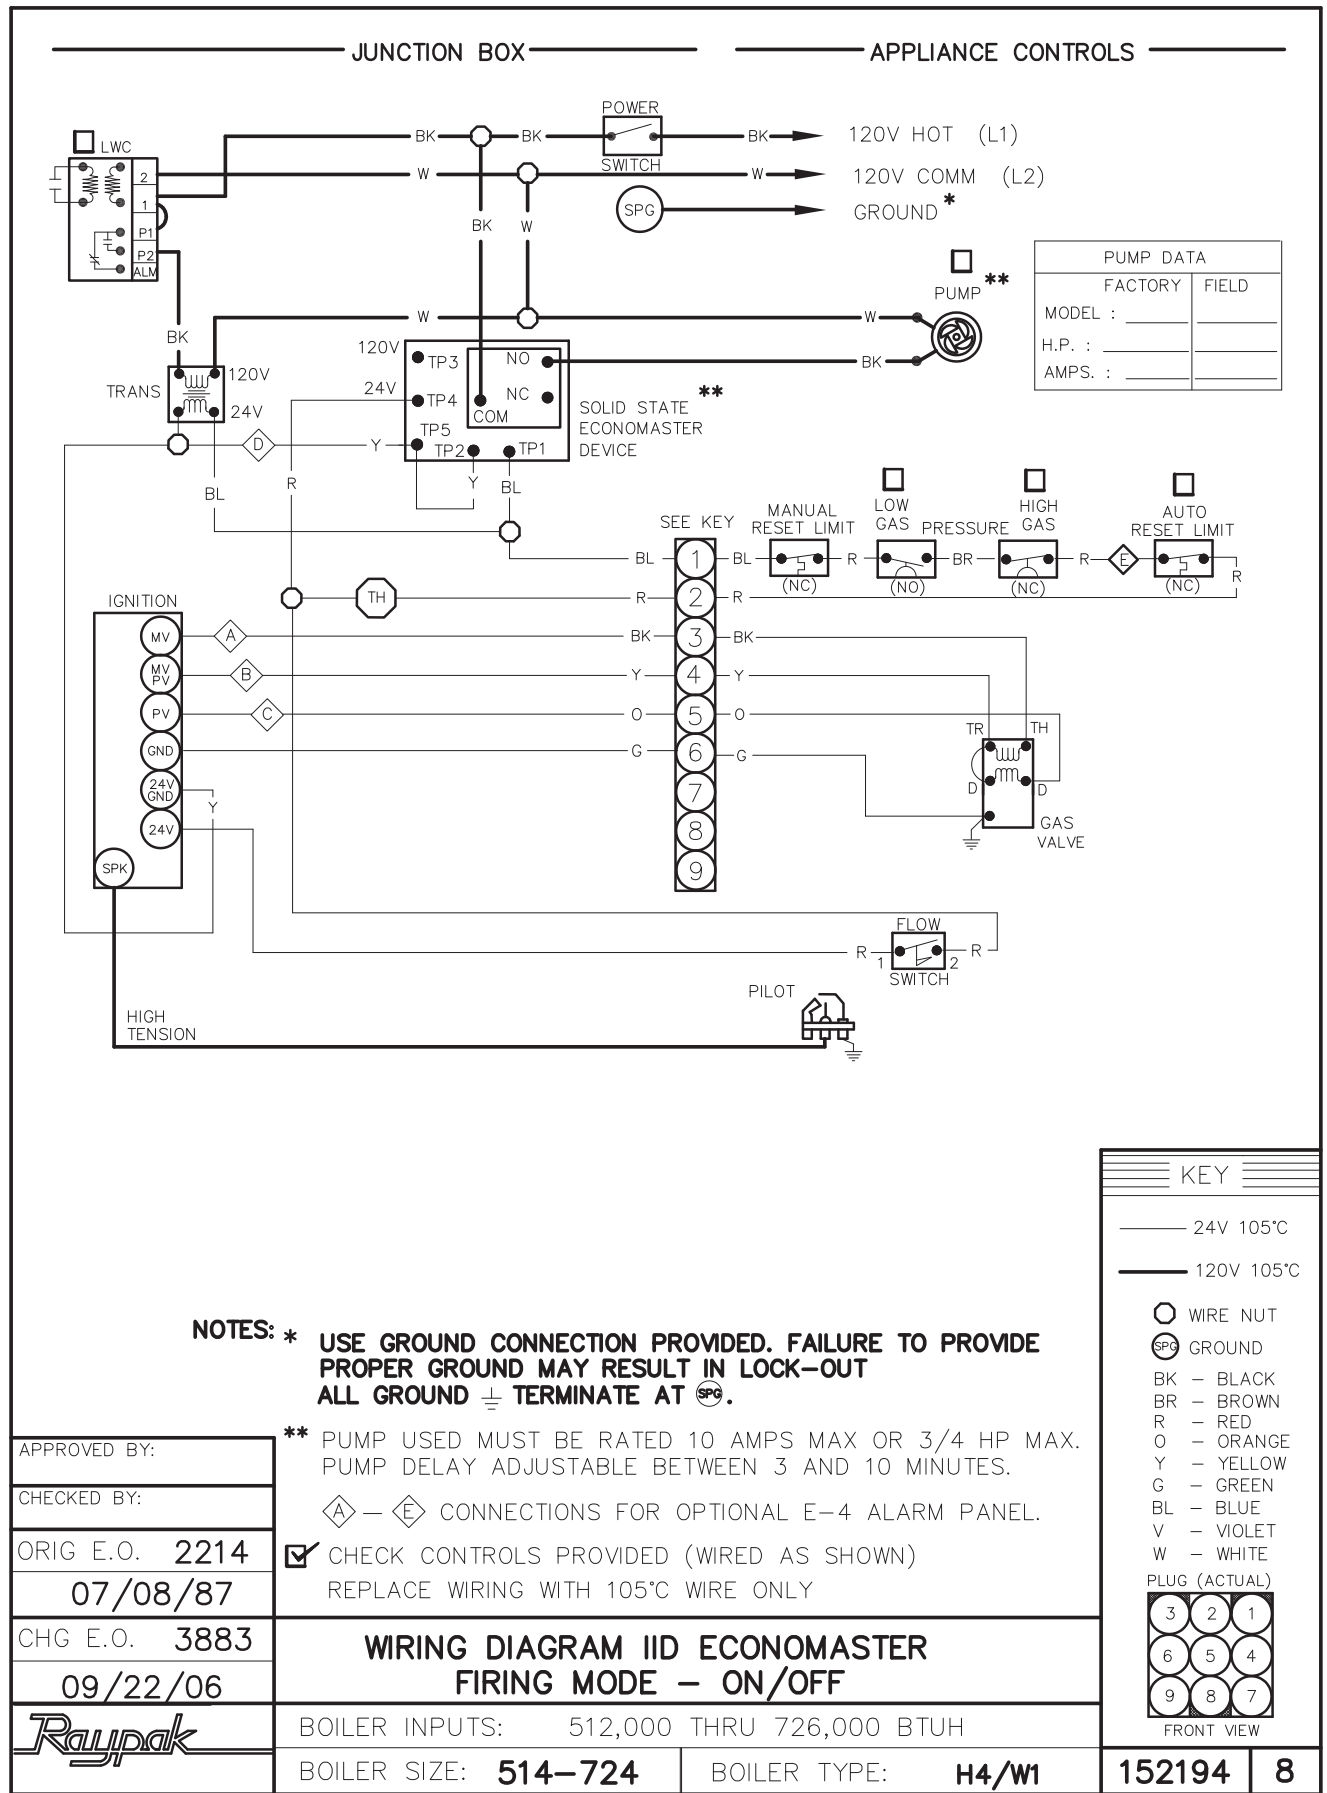 JUNCTION BOX
APPLIANCE CONTROLS
POWER
SWITCH
BK
BK
BK
120V HOT (L1)
LWC
2
1
P1
P2
ALM
W
W
120V COMM (L2)
SPG
GROUND*
BK
W
PUMP DATA
FACTORY
FIELD
MODEL :
H.P. :
AMPS. :
PUMP **
W
W
BK
BK
TRANS
120V
24V
120V
TP3
24V
TP4
TP5
TP2
TP1
NO
NC
COM
SOLID STATE **
ECONOMASTER
DEVICE
D
Y
Y
BL
R
BL
SEE KEY
MANUAL
RESET LIMIT
(NC)
LOW
GAS
PRESSURE
HIGH
GAS
(NO)
(NC)
AUTO
RESET LIMIT
(NC)
BL
1
BL
R
BR
R
E
R
TH
R
2
R
IGNITION
MV
A
BK
3
BK
MV
PV
B
Y
4
Y
PV
C
O
5
O
GND
G
6
G
24V
GND
Y
7
24V
8
SPK
9
TR
TH
D
D
GAS
VALVE
FLOW
R
1
2
R
SWITCH
PILOT
HIGH
TENSION
KEY
24V 105°C
120V 105°C
WIRE NUT
SPG GROUND
BK – BLACK
BR – BROWN
R – RED
O – ORANGE
Y – YELLOW
G – GREEN
BL – BLUE
V – VIOLET
W – WHITE
PLUG (ACTUAL)
3 2 1
6 5 4
9 8 7
FRONT VIEW
NOTES: * USE GROUND CONNECTION PROVIDED. FAILURE TO PROVIDE
PROPER GROUND MAY RESULT IN LOCK–OUT
ALL GROUND TERMINATE AT SPG.
** PUMP USED MUST BE RATED 10 AMPS MAX OR 3/4 HP MAX.
PUMP DELAY ADJUSTABLE BETWEEN 3 AND 10 MINUTES.
A – E CONNECTIONS FOR OPTIONAL E–4 ALARM PANEL.
CHECK CONTROLS PROVIDED (WIRED AS SHOWN)
REPLACE WIRING WITH 105°C WIRE ONLY
APPROVED BY:
CHECKED BY:
ORIG E.O. 2214
07/08/87
CHG E.O. 3883
09/22/06
Raypak
WIRING DIAGRAM IID ECONOMASTER
FIRING MODE – ON/OFF
BOILER INPUTS: 512,000 THRU 726,000 BTUH
BOILER SIZE: 514–724
BOILER TYPE: H4/W1
152194
8